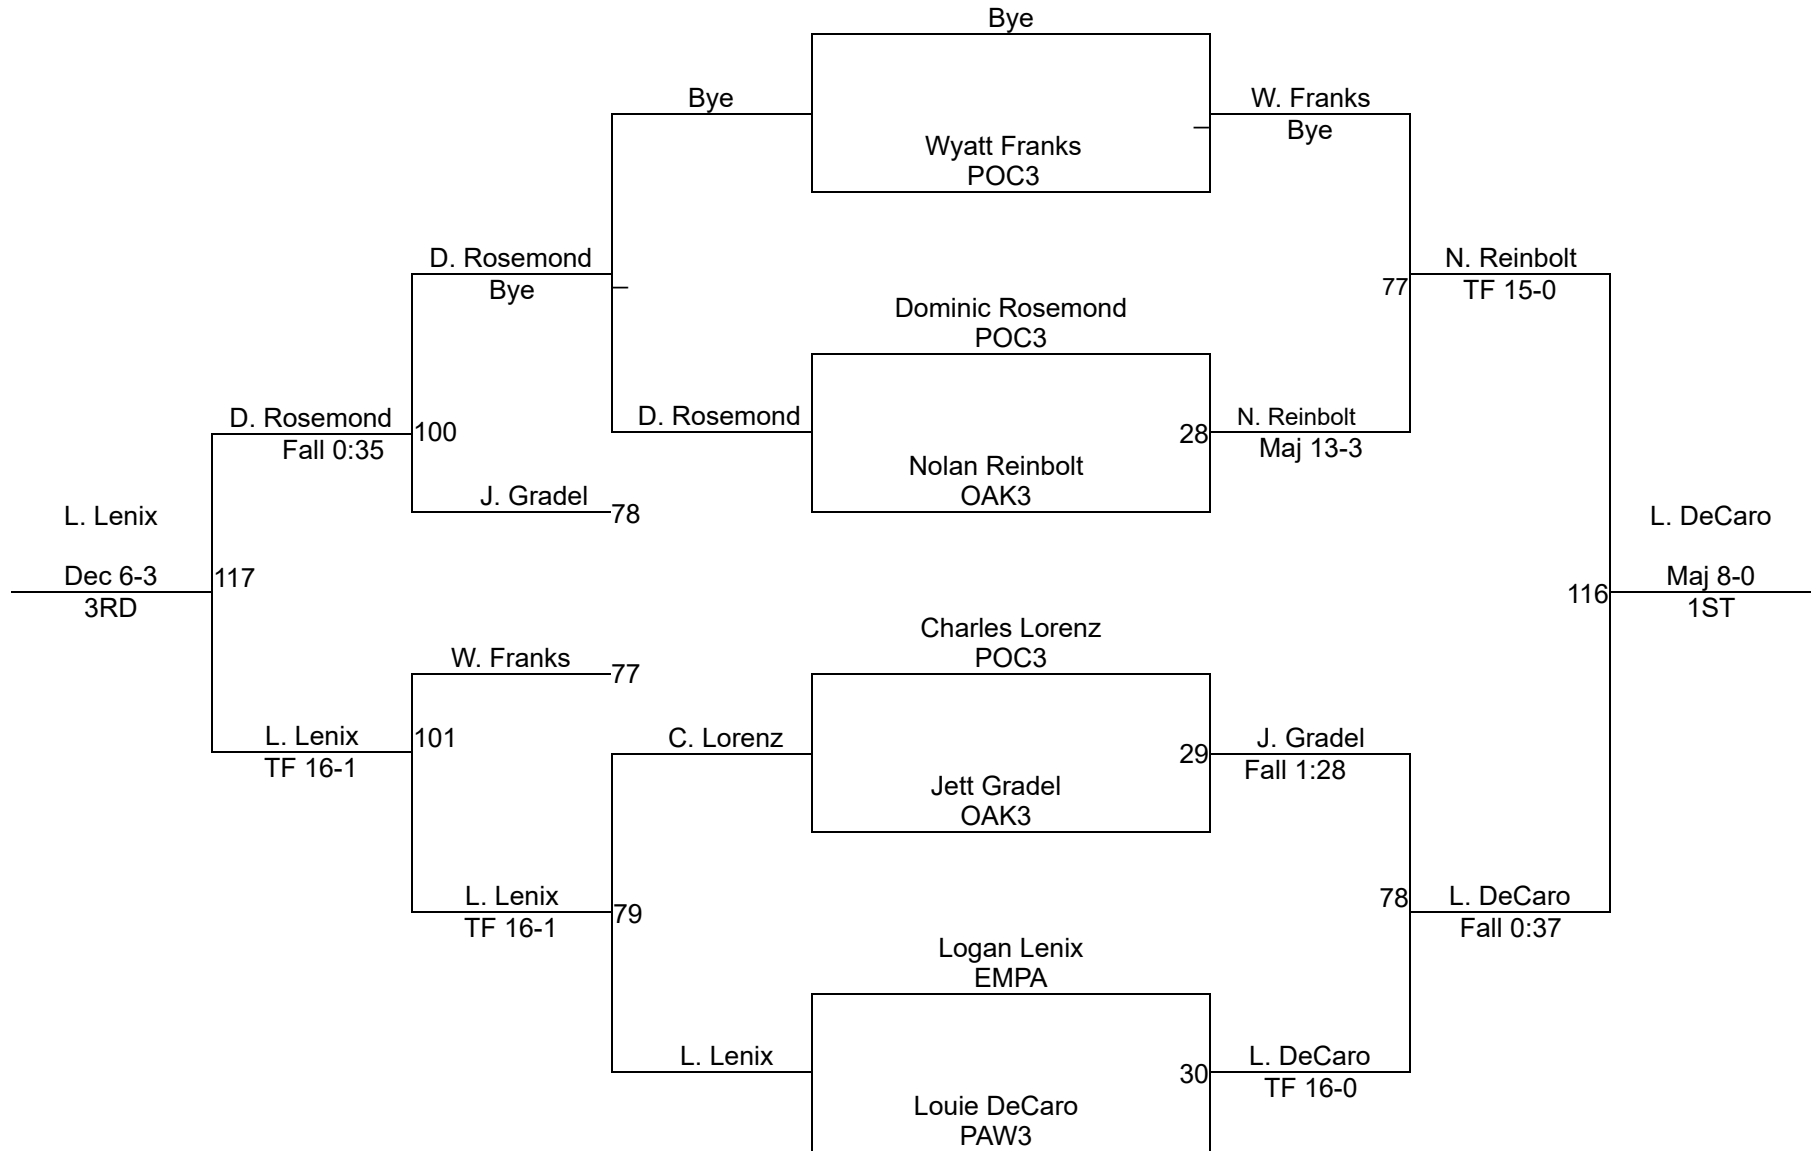 Bye
Bye
W. Franks
Bye
Wyatt Franks
POC3
D. Rosemond
Bye
N. Reinbolt
TF 15-0
77
Dominic Rosemond
POC3
D. Rosemond
Fall 0:35
100
D. Rosemond
28
N. Reinbolt
Maj 13-3
Nolan Reinbolt
OAK3
J. Gradel
78
L. Lenix
L. DeCaro
Dec 6-3
117
3RD
116
Maj 8-0
1ST
Charles Lorenz
POC3
W. Franks
77
L. Lenix
TF 16-1
101
C. Lorenz
29
J. Gradel
Fall 1:28
Jett Gradel
OAK3
L. Lenix
TF 16-1
79
78
L. DeCaro
Fall 0:37
Logan Lenix
EMPA
L. Lenix
30
L. DeCaro
TF 16-0
Louie DeCaro
PAW3